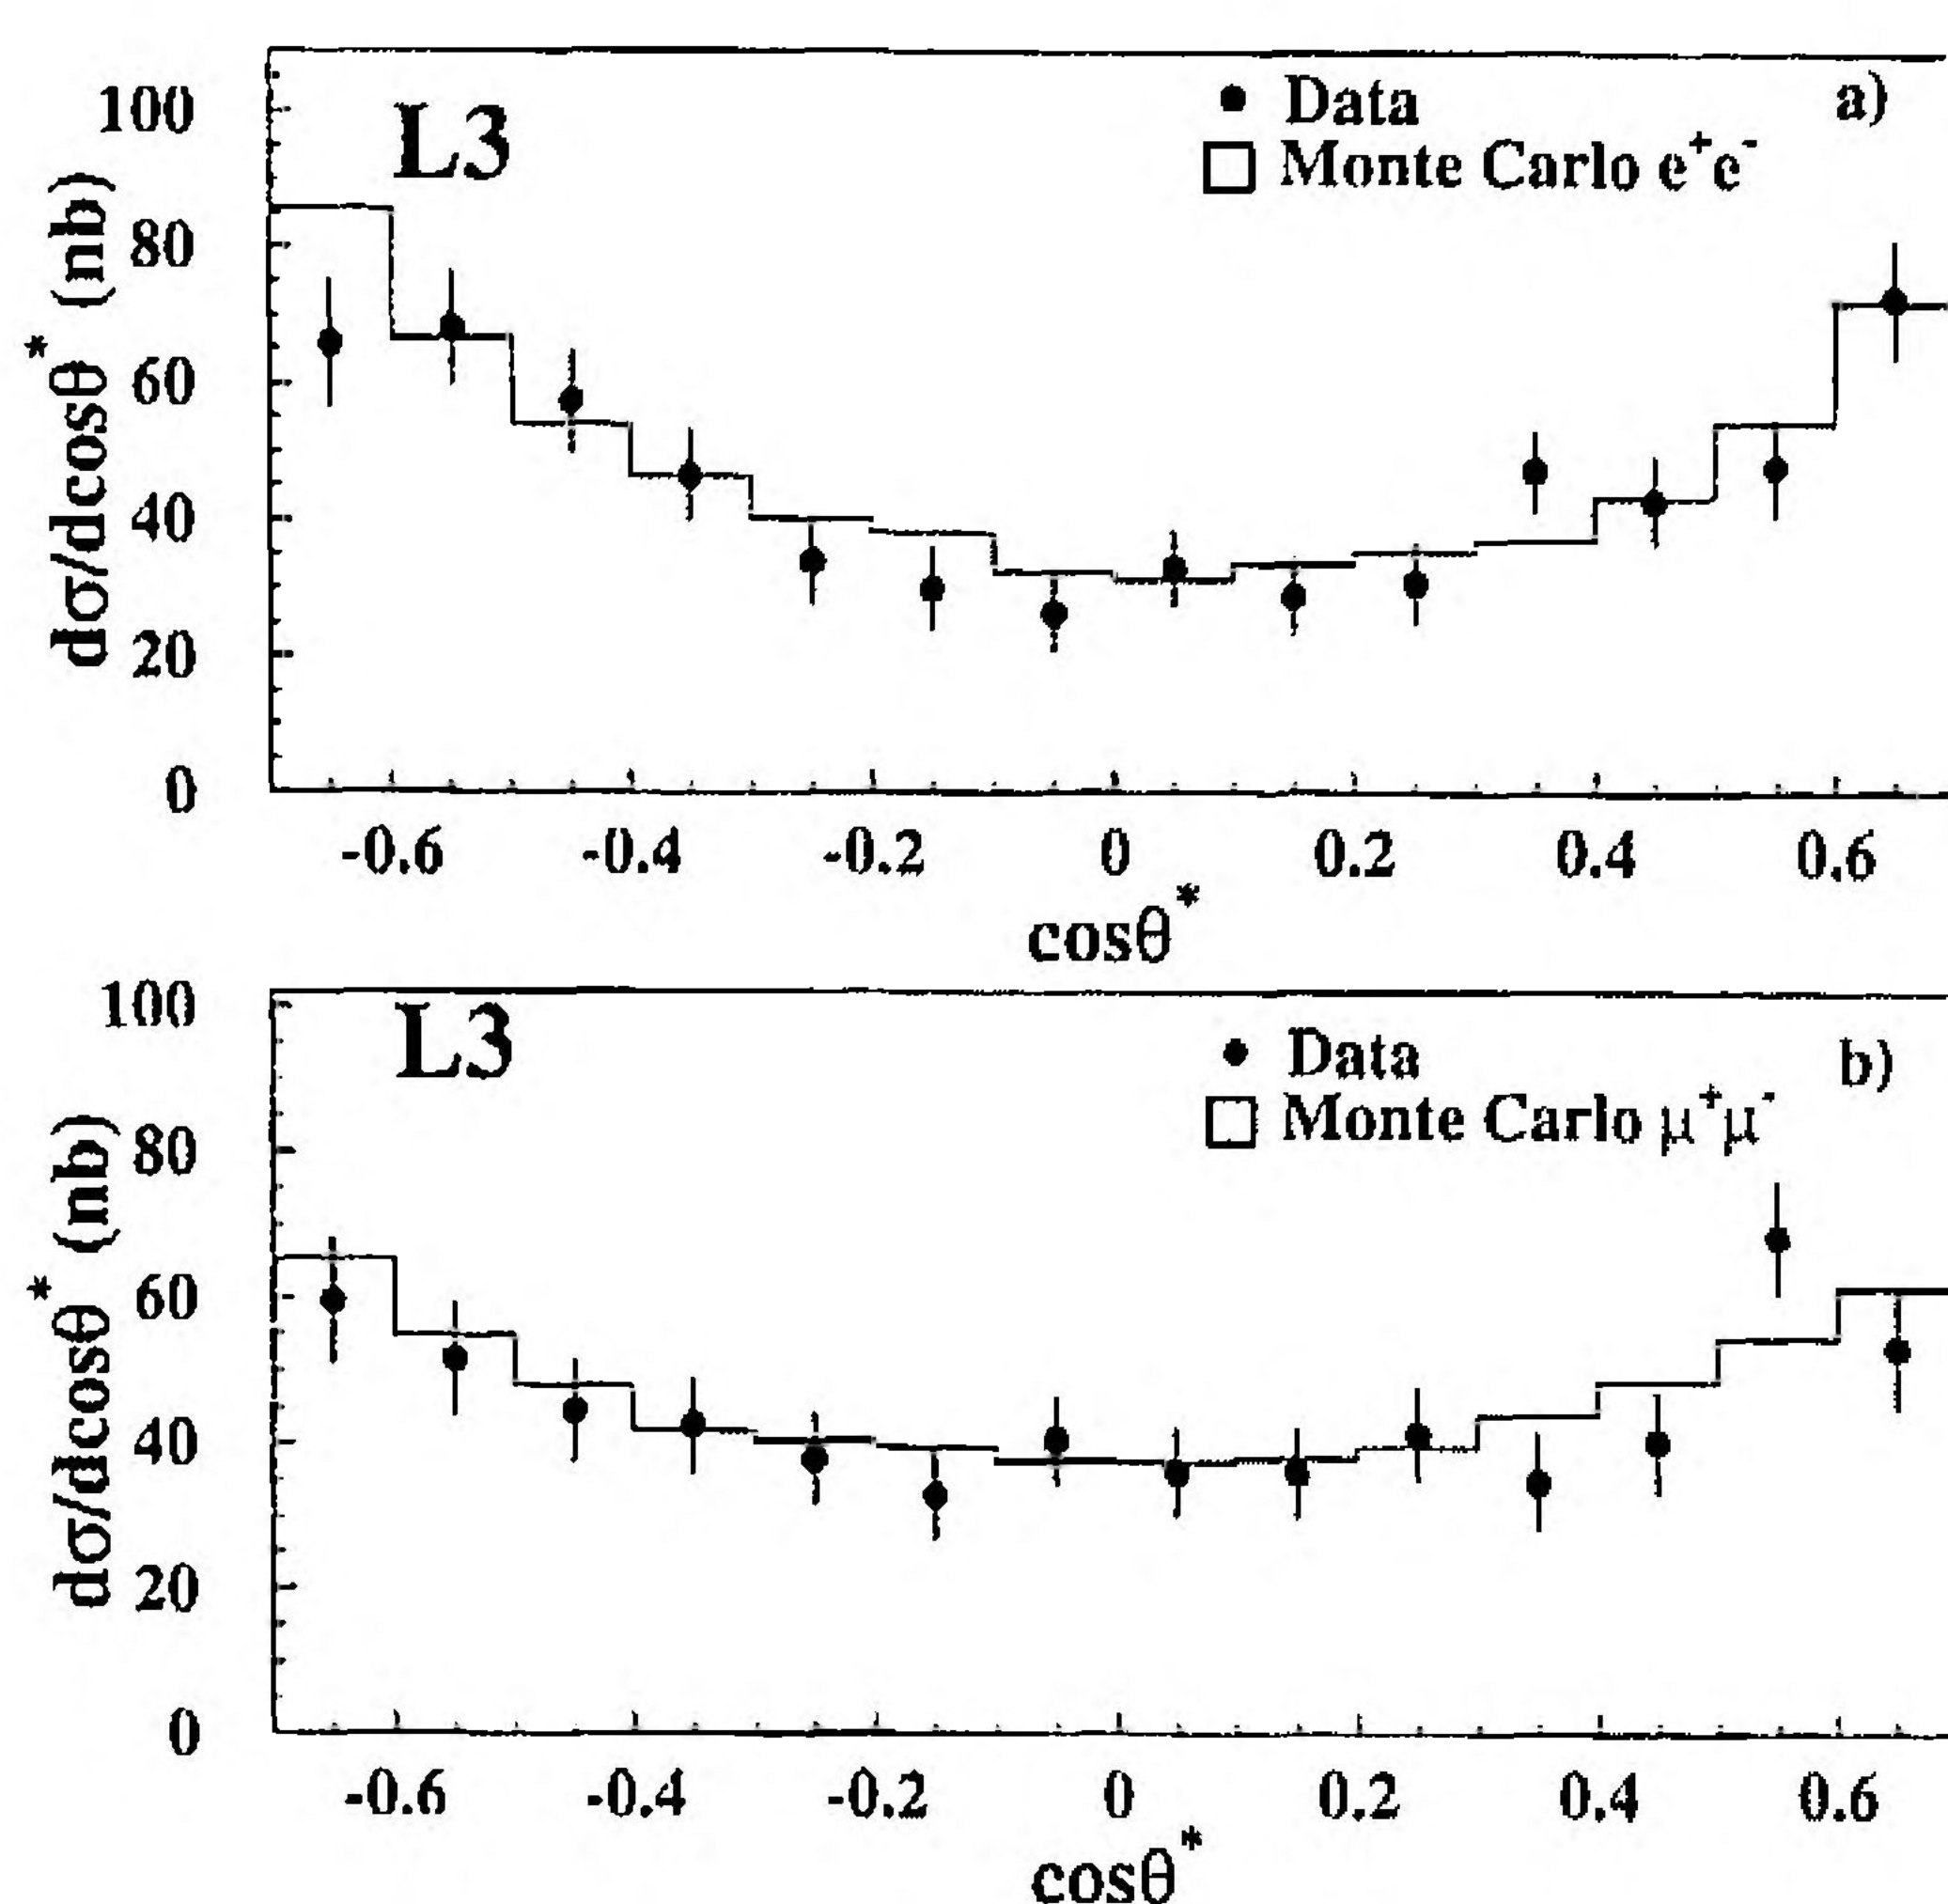 L3
● Data
□ Monte Carlo e⁺e⁻
a)
100
80
60
40
20
0
dσ/dcosθ* (nb)
-0.6 -0.4 -0.2 0 0.2 0.4 0.6
cosθ*
L3
● Data
□ Monte Carlo μ⁺μ⁻
b)
100
80
60
40
20
0
dσ/dcosθ* (nb)
-0.6 -0.4 -0.2 0 0.2 0.4 0.6
cosθ*